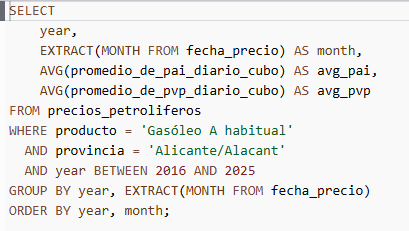 SELECT
    year,
    EXTRACT(MONTH FROM fecha_precio) AS month,
    AVG(promedio_de_pai_diario_cubo) AS avg_pai,
    AVG(promedio_de_pvp_diario_cubo) AS avg_pvp
FROM precios_petroliferos
WHERE producto = 'Gasóleo A habitual'
  AND provincia = 'Alicante/Alacant'
  AND year BETWEEN 2016 AND 2025
GROUP BY year, EXTRACT(MONTH FROM fecha_precio)
ORDER BY year, month;